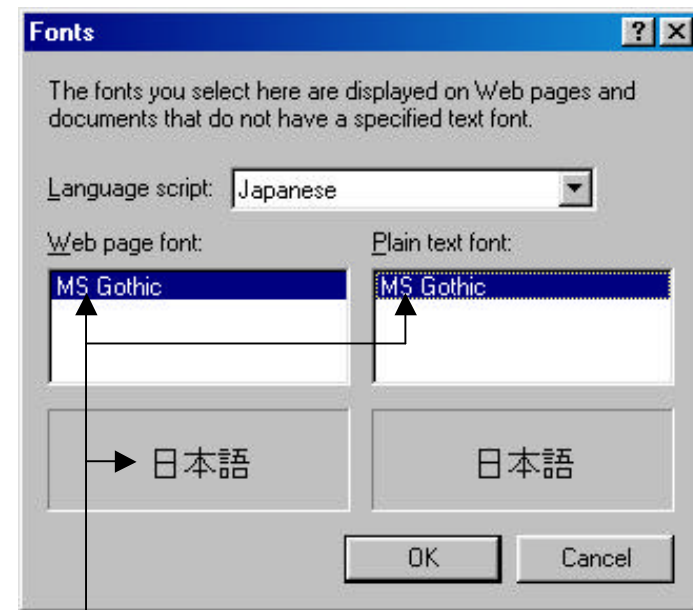 Fonts
The fonts you select here are displayed on Web pages and
documents that do not have a specified text font.
Language script: Japanese
Web page font: Plain text font:
MS Gothic MS Gothic
日本語 日本語
OK Cancel